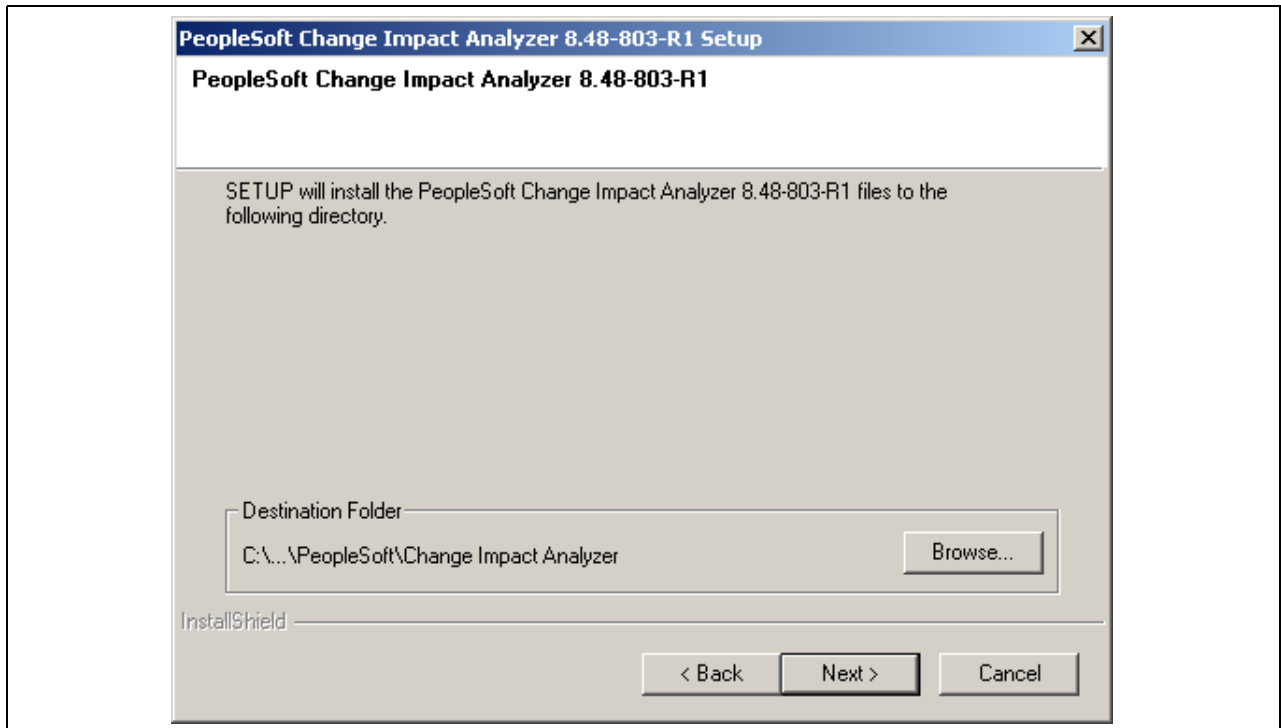 PeopleSoft Change Impact Analyzer 8.48-803-R1 Setup
PeopleSoft Change Impact Analyzer 8.48-803-R1
SETUP will install the PeopleSoft Change Impact Analyzer 8.48-803-R1 files to the
following directory.
Destination Folder
C:\...\PeopleSoft\Change Impact Analyzer
Browse...
InstallShield
< Back
Next >
Cancel